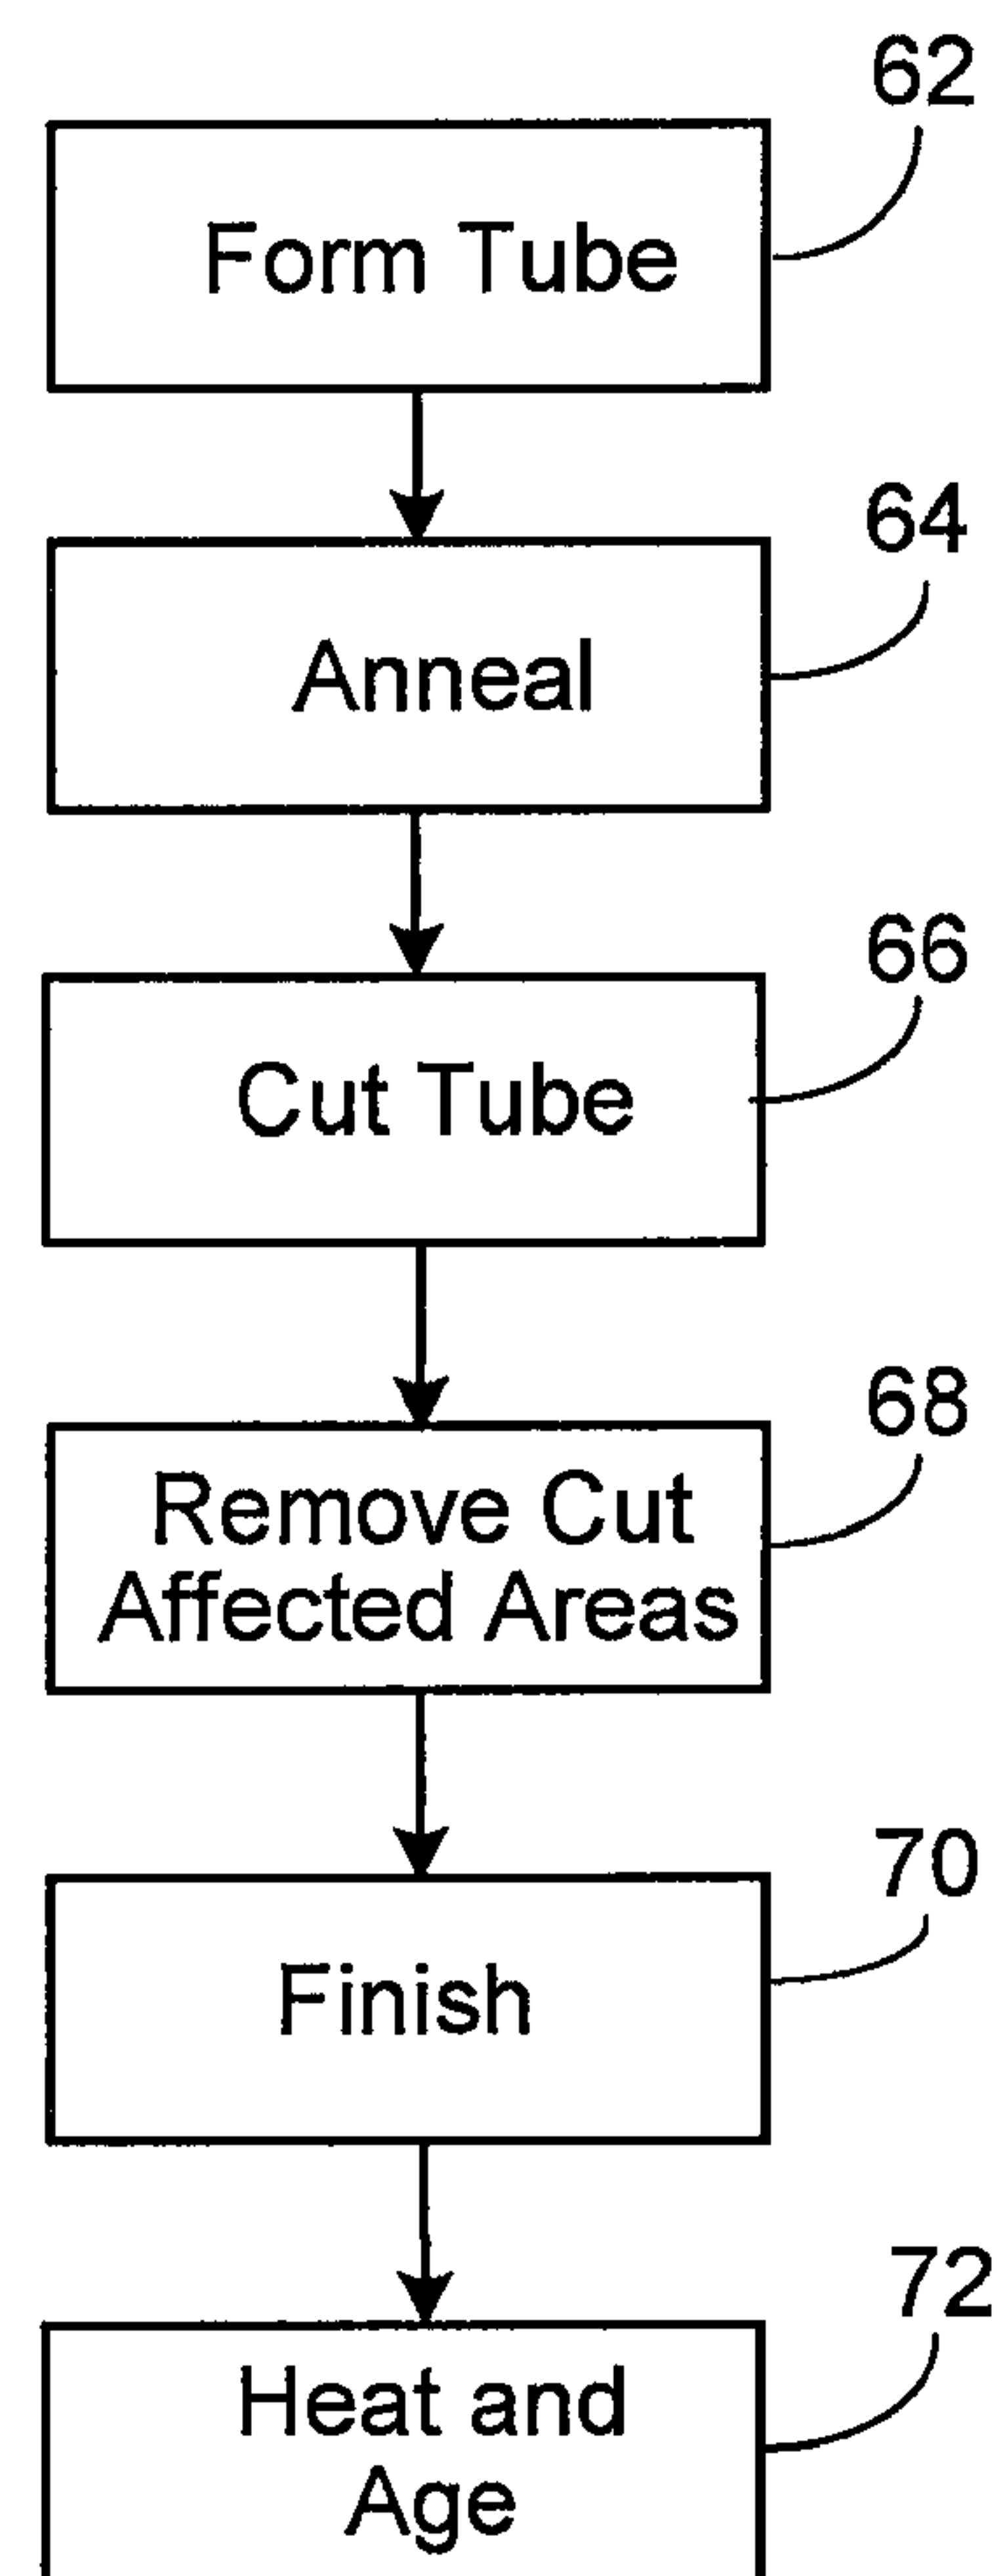 62
Form Tube
64
Anneal
66
Cut Tube
68
Remove Cut
Affected Areas
70
Finish
72
Heat and
Age